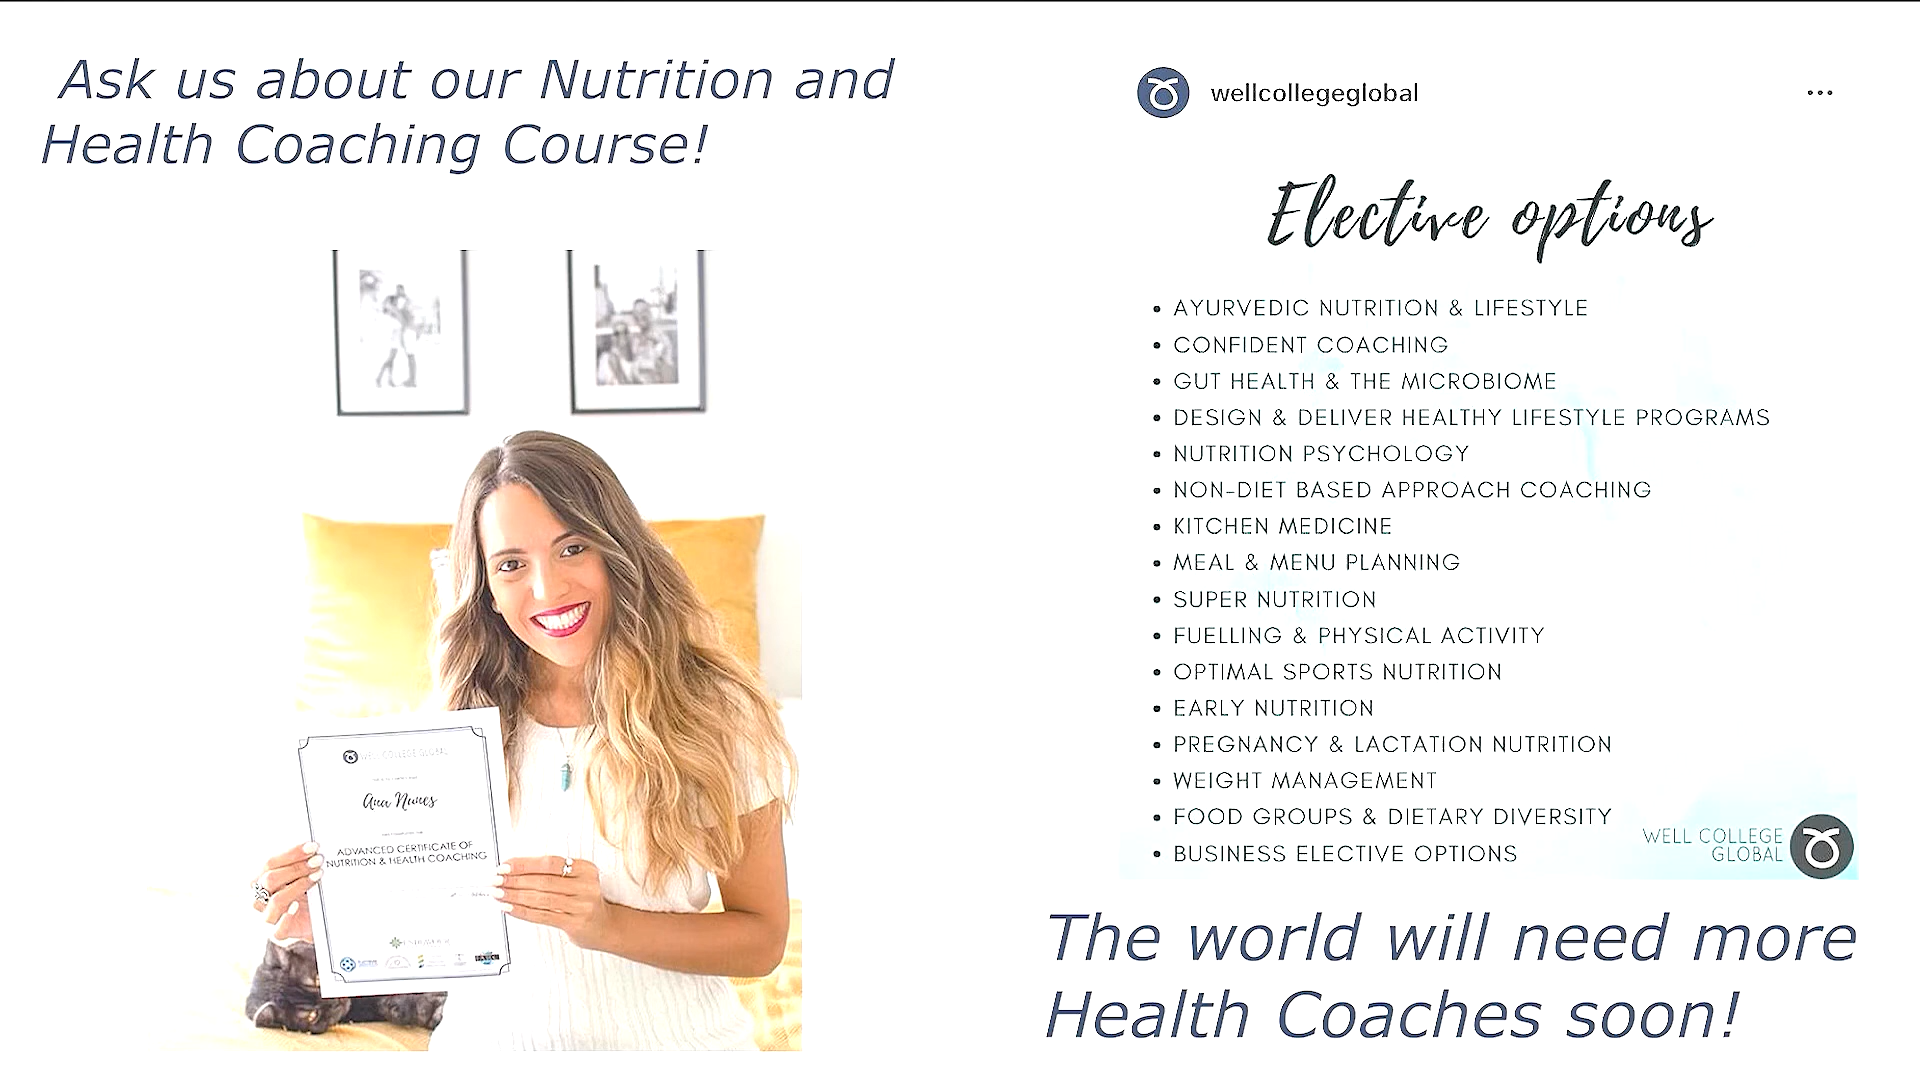 Ask us about our Nutrition and
Health Coaching Course!
WELL COLLEGE GLOBAL
Ana Nunes
ADVANCED CERTIFICATE OF
NUTRITION & HEALTH COACHING
wellcollegeglobal
Elective options
• AYURVEDIC NUTRITION & LIFESTYLE
• CONFIDENT COACHING
• GUT HEALTH & THE MICROBIOME
• DESIGN & DELIVER HEALTHY LIFESTYLE PROGRAMS
• NUTRITION PSYCHOLOGY
• NON-DIET BASED APPROACH COACHING
• KITCHEN MEDICINE
• MEAL & MENU PLANNING
• SUPER NUTRITION
• FUELLING & PHYSICAL ACTIVITY
• OPTIMAL SPORTS NUTRITION
• EARLY NUTRITION
• PREGNANCY & LACTATION NUTRITION
• WEIGHT MANAGEMENT
• FOOD GROUPS & DIETARY DIVERSITY
• BUSINESS ELECTIVE OPTIONS
WELL COLLEGE
GLOBAL
The world will need more
Health Coaches soon!